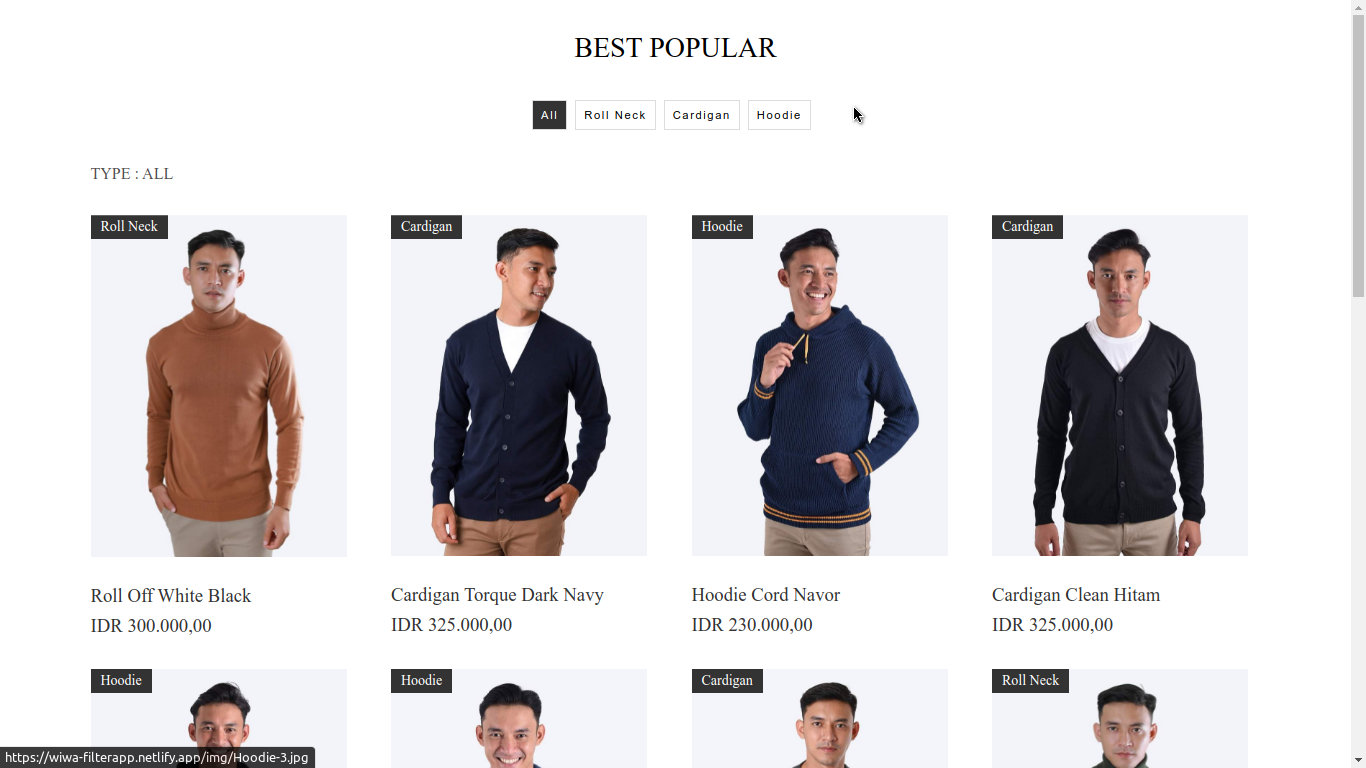 BEST POPULAR
All Roll Neck Cardigan Hoodie
TYPE : ALL
Roll Neck Cardigan Hoodie Cardigan
Roll Off White Black Cardigan Torque Dark Navy Hoodie Cord Navor Cardigan Clean Hitam
IDR 300.000,00 IDR 325.000,00 IDR 230.000,00 IDR 325.000,00
Hoodie Hoodie Cardigan Roll Neck
https://wiwa-filterapp.netlify.app/img/Hoodie-3.jpg